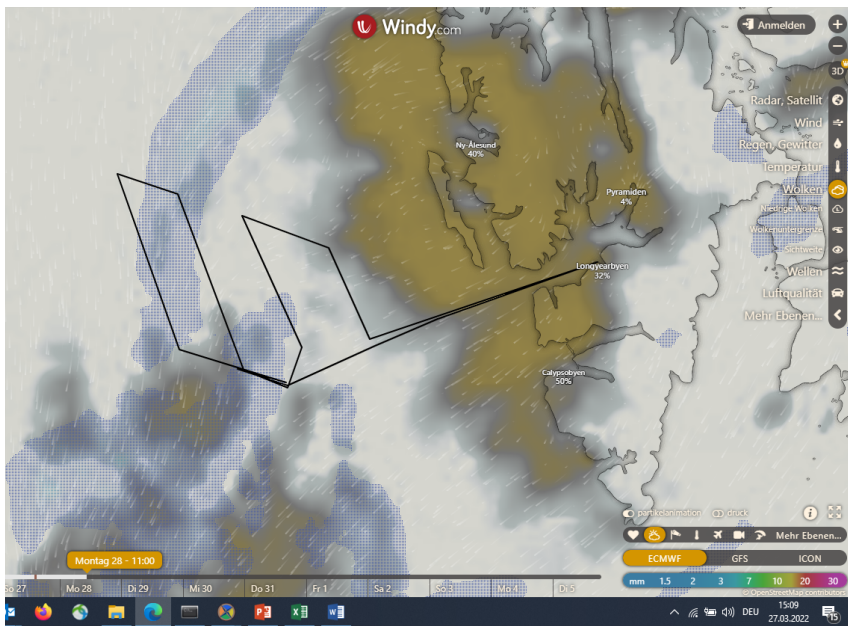 Windy.com
Anmelden
3D
Radar, Satellit
Wind
Regen, Gewitter
Temperatur
Wolken
Niedrige Wolken
Wolkenuntergrenze
Sichtweite
Wellen
Luftqualität
Mehr Ebenen...
Ny-Ålesund
40%
Pyramiden
4%
Longyearbyen
32%
Calypsobyen
50%
partikelanimation druck
Mehr Ebenen...
ECMWF GFS ICON
Montag 28 - 11:00
mm 1.5 2 3 7 10 20 30
So 27 Mo 28 Di 29 Mi 30 Do 31 Fr 1 Sa 2 So 3 Mo 4 Di 5
© OpenStreetMap contributors
DEU 15:09
27.03.2022
15